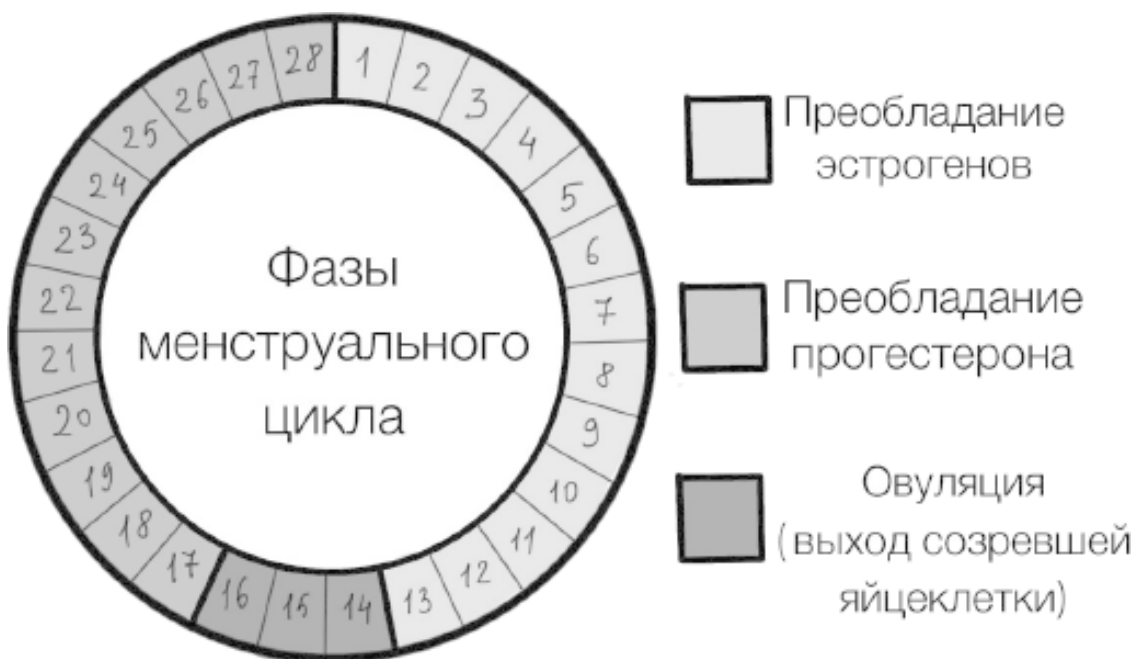 1
2
3
4
5
6
7
8
9
10
11
12
13
14
15
16
17
18
19
20
21
22
23
24
25
26
27
28
Фазы
менструального
цикла
Преобладание
эстрогенов
Преобладание
прогестерона
Овуляция
(выход созревшей
яйцеклетки)